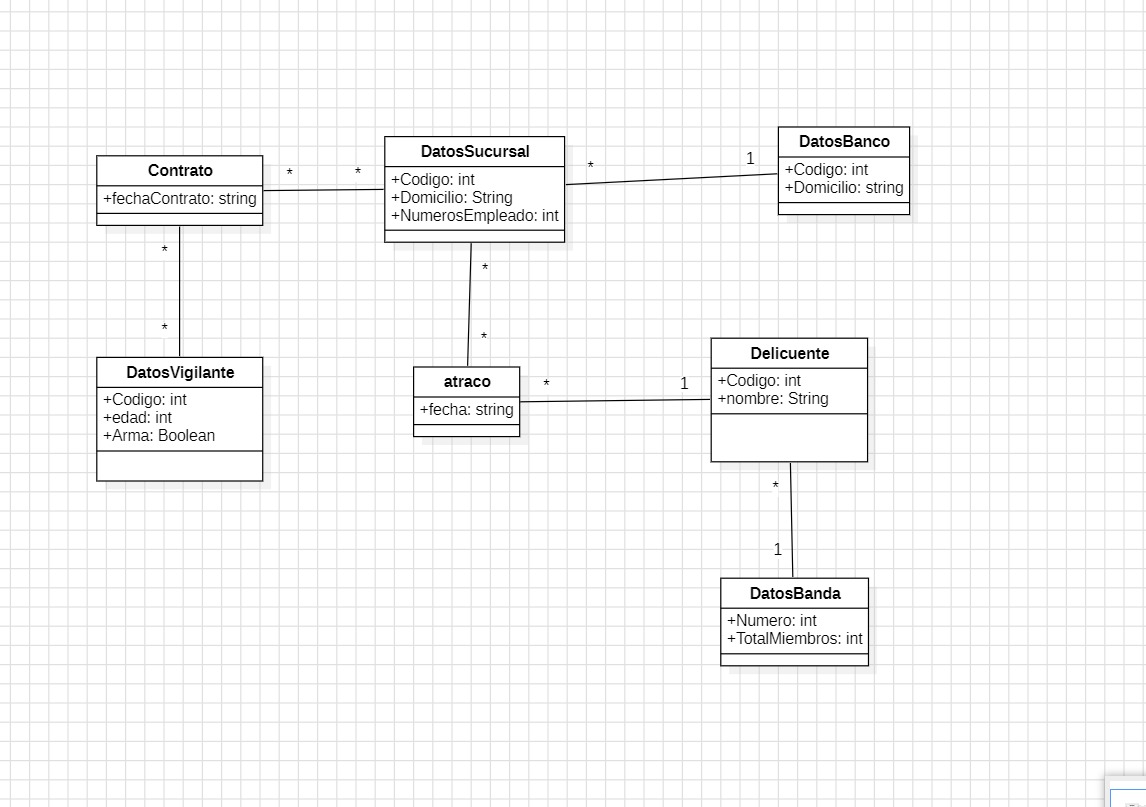 Contrato
+fechaContrato: string
*
*
DatosSucursal
+Codigo: int
+Domicilio: String
+NumerosEmpleado: int
*
1
DatosBanco
+Codigo: int
+Domicilio: string
*
*
DatosVigilante
+Codigo: int
+edad: int
+Arma: Boolean
*
*
atraco
+fecha: string
*
1
Delicuente
+Codigo: int
+nombre: String
*
1
DatosBanda
+Numero: int
+TotalMiembros: int